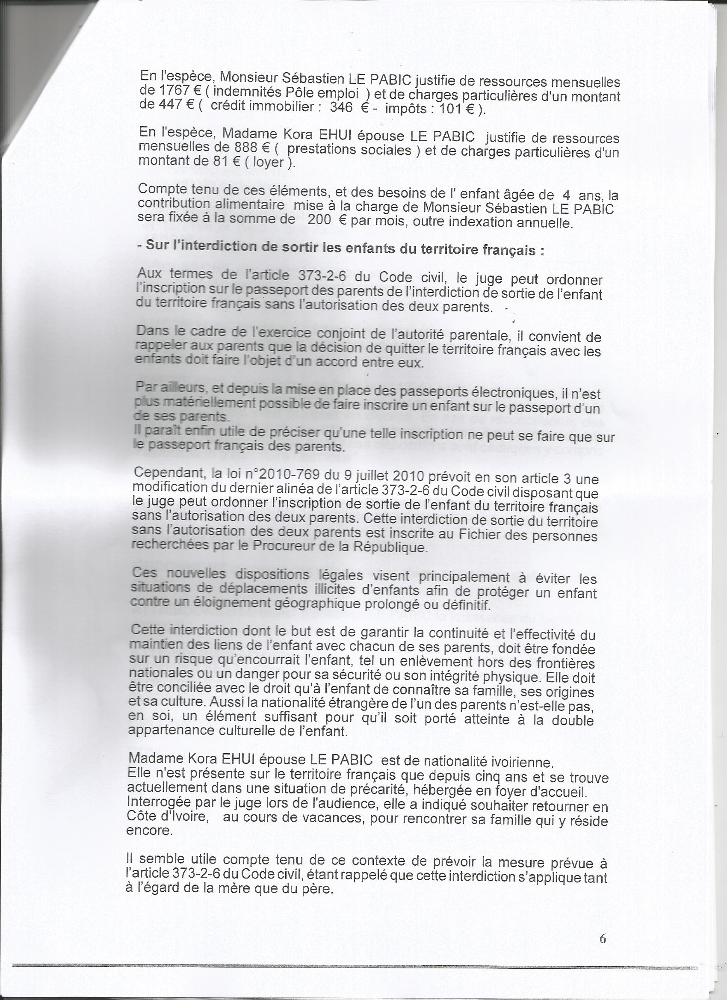 En l'espèce, Monsieur Sébastien LE PABIC justifie de ressources mensuelles
de 1767 € ( indemnités Pôle emploi ) et de charges particulières d'un montant
de 447 € ( crédit immobilier : 346 € - impôts : 101 € ).
En l'espèce, Madame Kora EHUI épouse LE PABIC justifie de ressources
mensuelles de 888 € ( prestations sociales ) et de charges particulières d'un
montant de 81 € ( loyer ).
Compte tenu de ces éléments, et des besoins de l' enfant âgée de 4 ans, la
contribution alimentaire mise à la charge de Monsieur Sébastien LE PABIC
sera fixée à la somme de 200 € par mois, outre indexation annuelle.
- Sur l'interdiction de sortir les enfants du territoire français :
Aux termes de l'article 373-2-6 du Code civil, le juge peut ordonner
l'inscription sur le passeport des parents de l'interdiction de sortie de l'enfant
du territoire français sans l'autorisation des deux parents.
Dans le cadre de l'exercice conjoint de l'autorité parentale, il convient de
rappeler aux parents que la décision de quitter le territoire français avec les
enfants doit faire l'objet d'un accord entre eux.
Par ailleurs, et depuis la mise en place des passeports électroniques, il n'est
plus matériellement possible de faire inscrire un enfant sur le passeport d'un
de ses parents.
Il paraît enfin utile de préciser qu'une telle inscription ne peut se faire que sur
le passeport français des parents.
Cependant, la loi n°2010-769 du 9 juillet 2010 prévoit en son article 3 une
modification du dernier alinéa de l'article 373-2-6 du Code civil disposant que
le juge peut ordonner l'inscription de sortie de l'enfant du territoire français
sans l'autorisation des deux parents. Cette interdiction de sortie du territoire
sans l'autorisation des deux parents est inscrite au Fichier des personnes
recherchées par le Procureur de la République.
Ces nouvelles dispositions légales visent principalement à éviter les
situations de déplacements illicites d'enfants afin de protéger un enfant
contre un éloignement géographique prolongé ou définitif.
Cette interdiction dont le but est de garantir la continuité et l'effectivité du
maintien des liens de l'enfant avec chacun de ses parents, doit être fondée
sur un risque qu'encourrait l'enfant, tel un enlèvement hors des frontières
nationales ou un danger pour sa sécurité ou son intégrité physique. Elle doit
être conciliée avec le droit qu'à l'enfant de connaître sa famille, ses origines
et sa culture. Aussi la nationalité étrangère de l'un des parents n'est-elle pas,
en soi, un élément suffisant pour qu'il soit porté atteinte à la double
appartenance culturelle de l'enfant.
Madame Kora EHUI épouse LE PABIC est de nationalité ivoirienne.
Elle n'est présente sur le territoire français que depuis cinq ans et se trouve
actuellement dans une situation de précarité, hébergée en foyer d'accueil.
Interrogée par le juge lors de l'audience, elle a indiqué souhaiter retourner en
Côte d'Ivoire, au cours de vacances, pour rencontrer sa famille qui y réside
encore.
Il semble utile compte tenu de ce contexte de prévoir la mesure prévue à
l'article 373-2-6 du Code civil, étant rappelé que cette interdiction s'applique tant
à l'égard de la mère que du père.
6